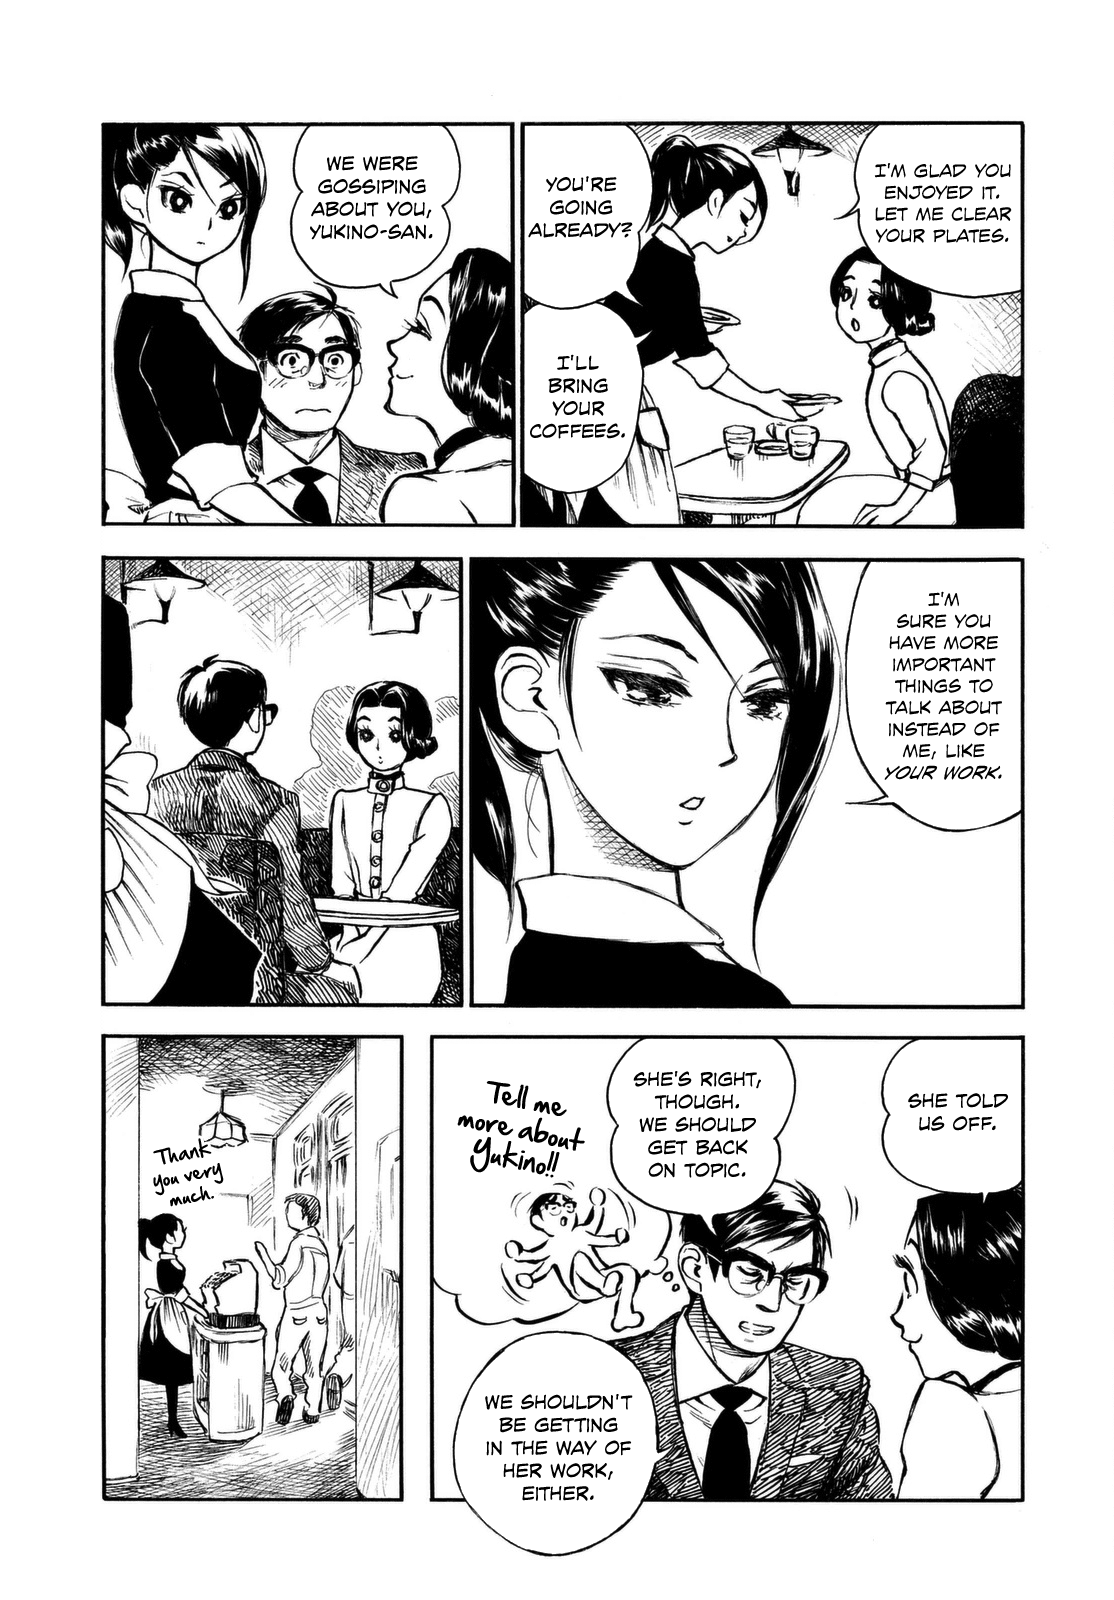 I'M GLAD YOU
ENJOYED IT.
LET ME CLEAR
YOUR PLATES.
YOU'RE
GOING
ALREADY?
I'LL
BRING
YOUR
COFFEES.
WE WERE
GOSSIPING
ABOUT YOU,
YUKINO-SAN.
I'M
SURE YOU
HAVE MORE
IMPORTANT
THINGS TO
TALK ABOUT
INSTEAD OF
ME, LIKE
YOUR WORK.
SHE TOLD
US OFF.
SHE'S RIGHT,
THOUGH.
WE SHOULD
GET BACK
ON TOPIC.
Tell me
more about
Yukino!!
WE SHOULDN'T
BE GETTING
IN THE WAY OF
HER WORK,
EITHER.
Thank
you very
much.